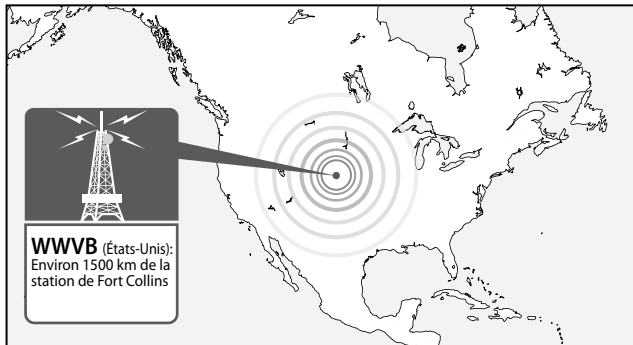 WWVB (États-Unis):
Environ 1500 km de la
station de Fort Collins